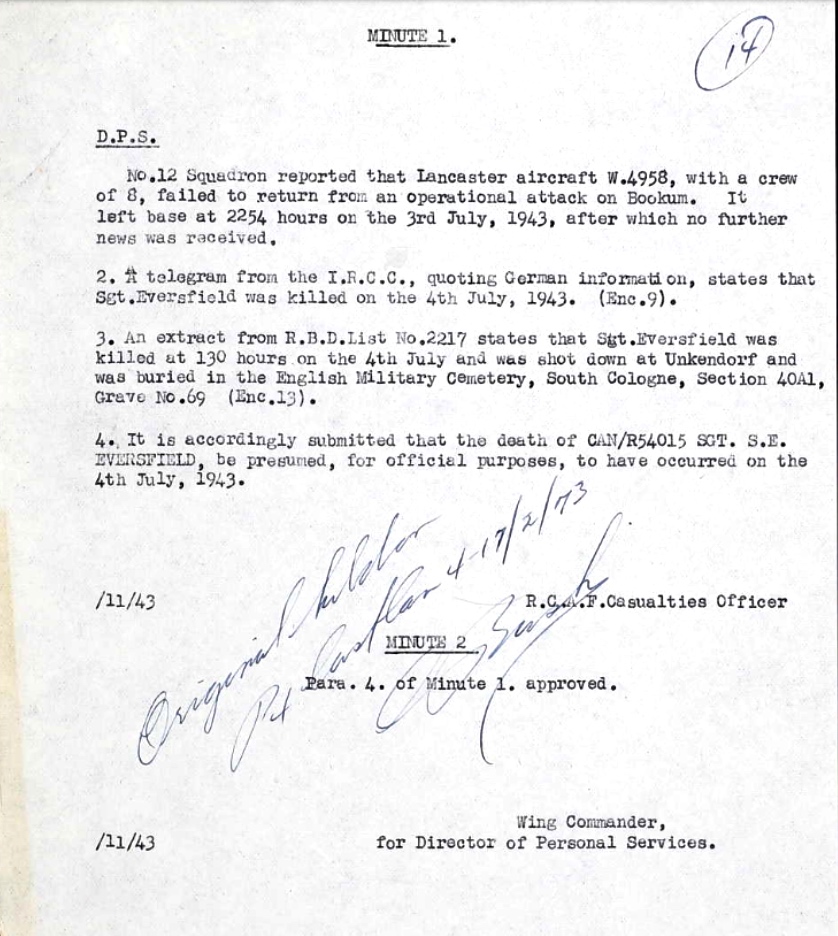 MINUTE 1.
14
D.P.S.
No.12 Squadron reported that Lancaster aircraft W.4958, with a crew
of 8, failed to return from an operational attack on Bookum. It
left base at 2254 hours on the 3rd July, 1943, after which no further
news was received.
2. A telegram from the I.R.C.C., quoting German information, states that
Sgt.Eversfield was killed on the 4th July, 1943. (Enc.9).
3. An extract from R.B.D.List No.2217 states that Sgt.Eversfield was
killed at 130 hours on the 4th July and was shot down at Unkendorf and
was buried in the English Military Cemetery, South Cologne, Section 40A1,
Grave No.69 (Enc.13).
4. It is accordingly submitted that the death of CAN/R54015 SGT. S.E.
EVERSFIELD, be presumed, for official purposes, to have occurred on the
4th July, 1943.
Original
17/2/73
/11/43 R.C.A.F.Casualties Officer
MINUTE 2
Para. 4. of Minute 1. approved.
Wing Commander,
/11/43 for Director of Personal Services.